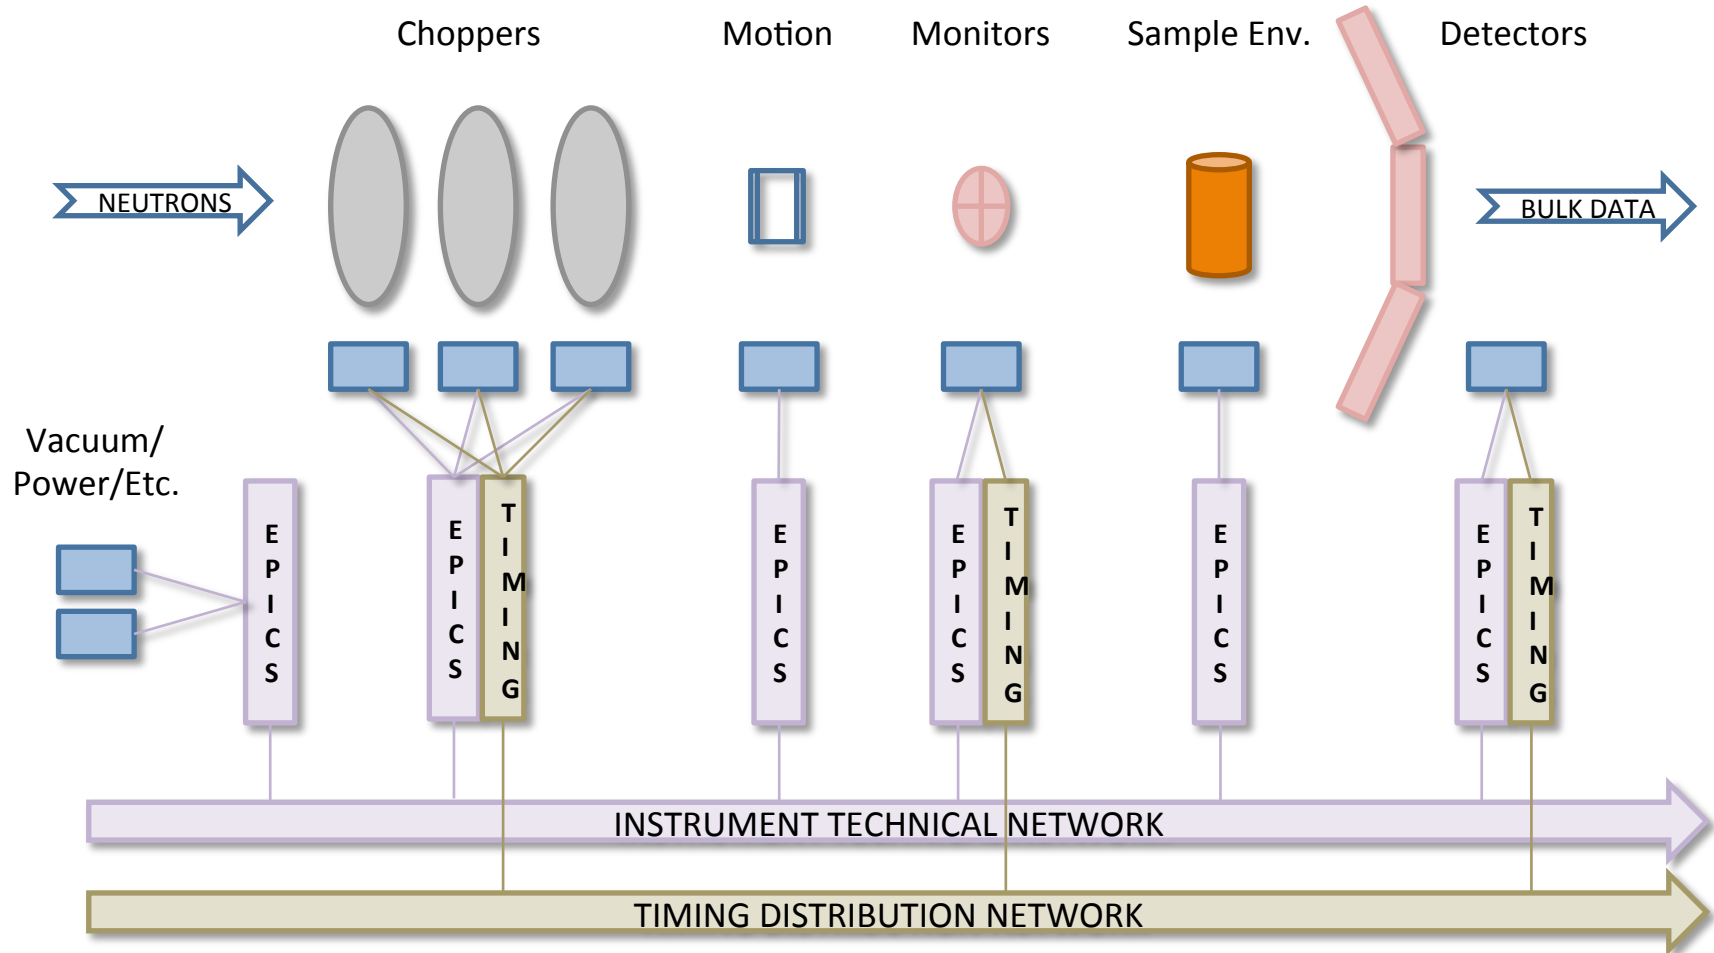 Choppers
Motion
Monitors
Sample Env.
Detectors
NEUTRONS
BULK DATA
Vacuum/
Power/Etc.
EPICS
EPICS
TIMING
EPICS
EPICS
TIMING
EPICS
EPICS
TIMING
INSTRUMENT TECHNICAL NETWORK
TIMING DISTRIBUTION NETWORK